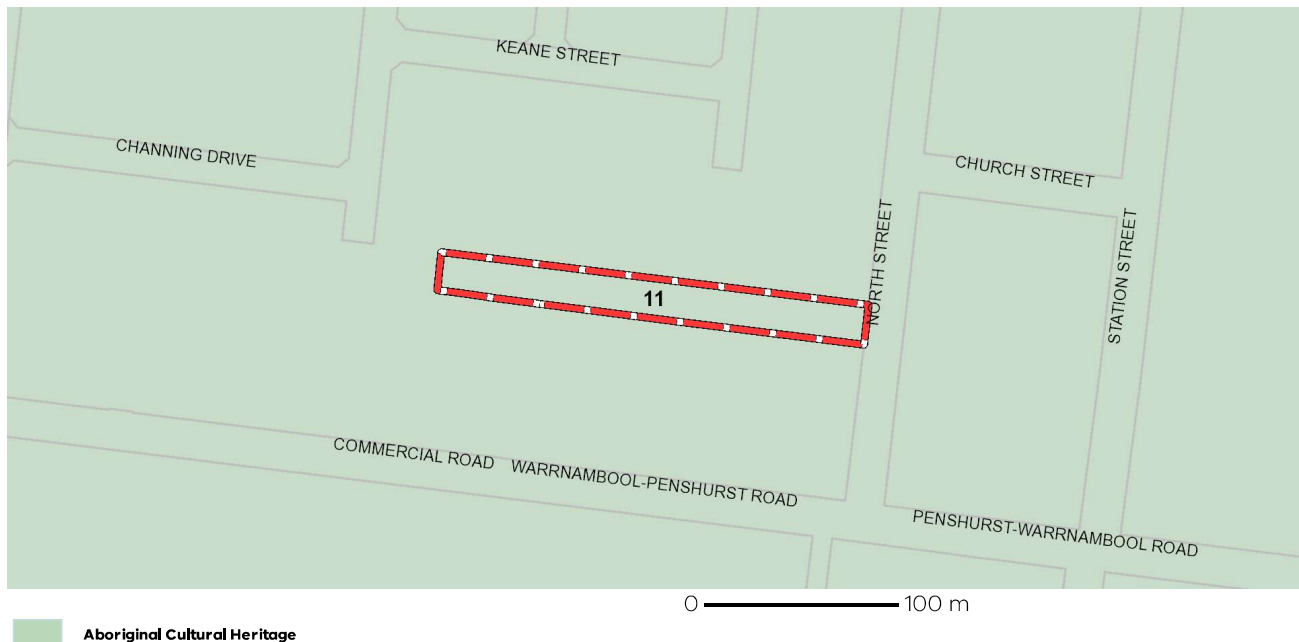 KEANE STREET
CHANNING DRIVE
CHURCH STREET
NORTH STREET
STATION STREET
11
COMMERCIAL ROAD
WARRNAMBOOL-PENSHURST ROAD
PENSHURST-WARRNAMBOOL ROAD
0 100 m
Aboriginal Cultural Heritage